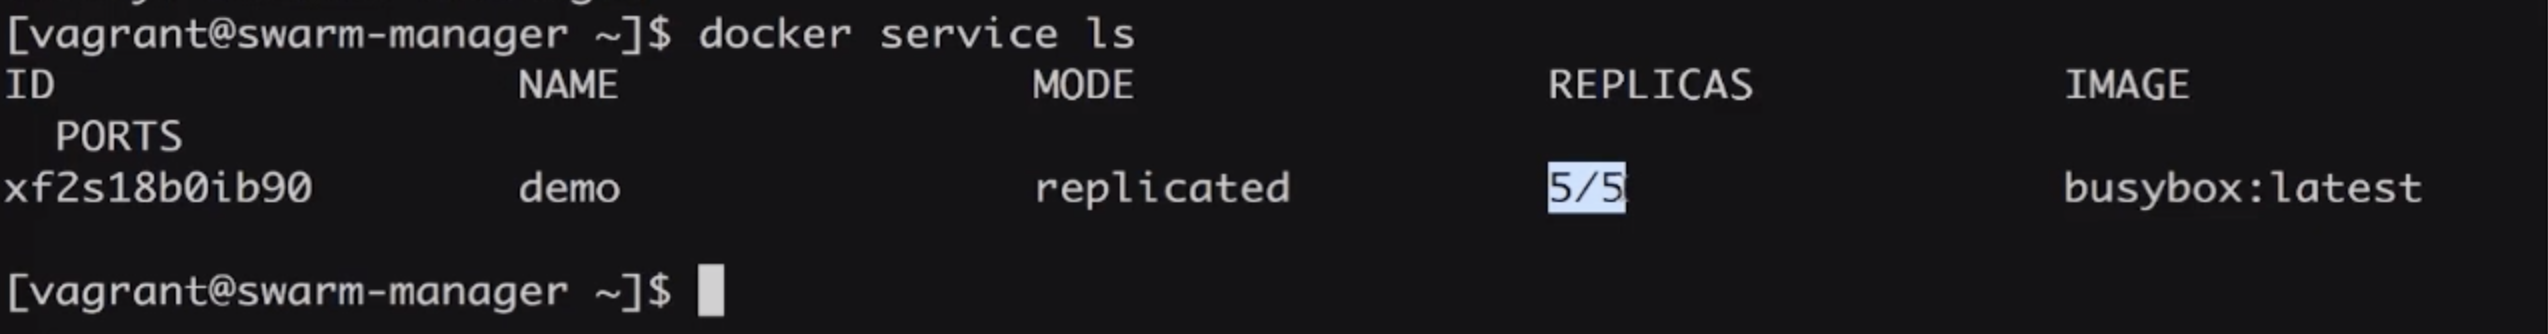 [vagrant@swarm-manager ~]$ docker service ls
ID NAME MODE REPLICAS IMAGE
PORTS
xf2s18b0ib90 demo replicated 5/5 busybox:latest
[vagrant@swarm-manager ~]$